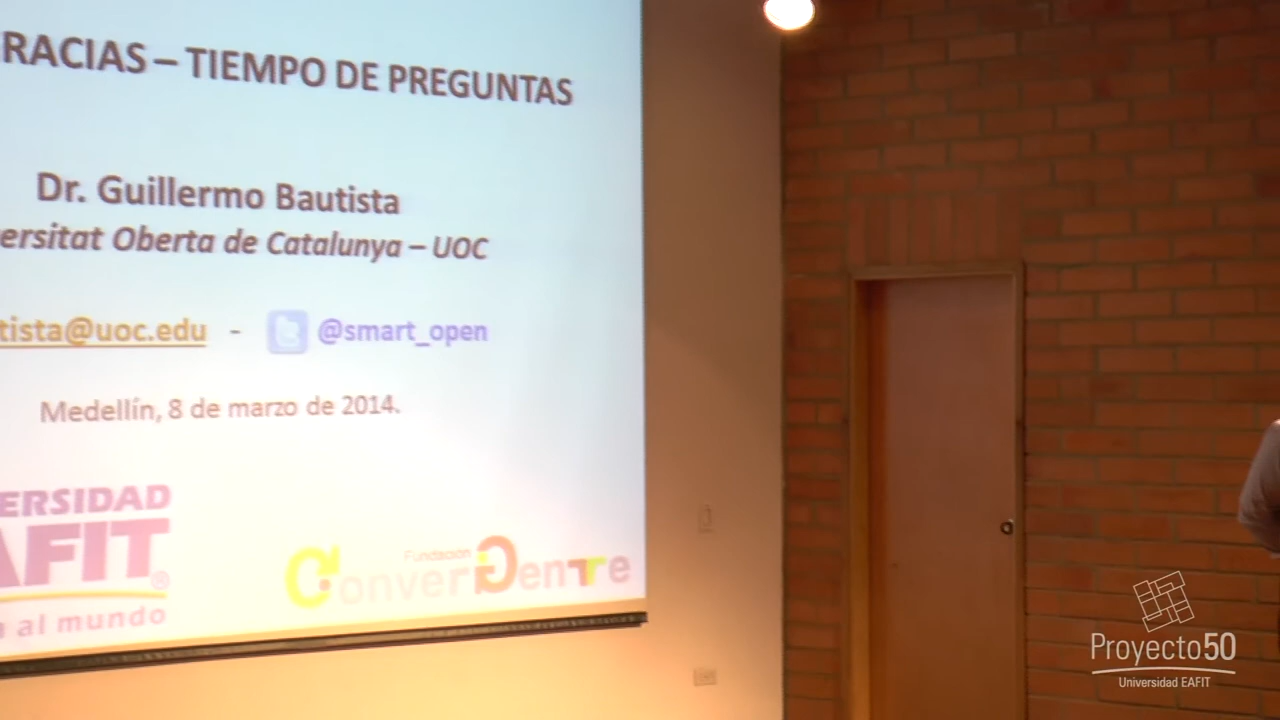 RACIAS – TIEMPO DE PREGUNTAS
Dr. Guillermo Bautista
ersitat Oberta de Catalunya – UOC
tista@uoc.edu - @smart_open
Medellín, 8 de marzo de 2014.
ERSIDAD
AFIT®
al mundo
Fundación
ConverGenTre
Proyecto50
Universidad EAFIT